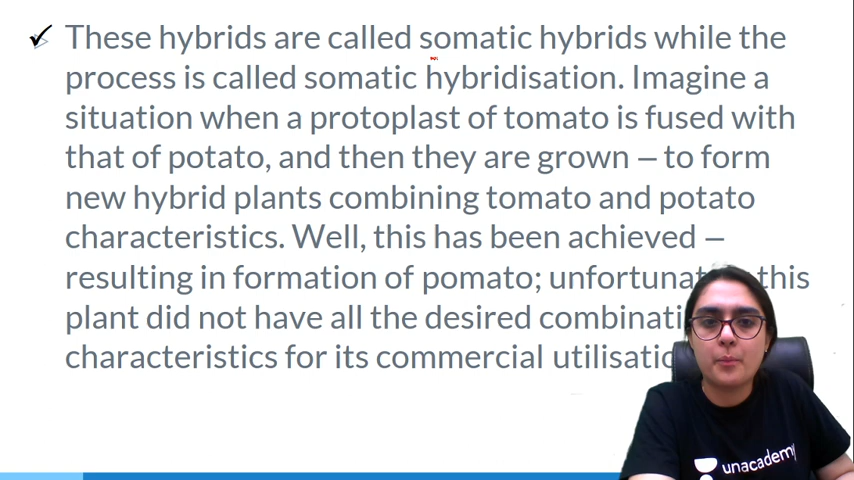 These hybrids are called somatic hybrids while the
process is called somatic hybridisation. Imagine a
situation when a protoplast of tomato is fused with
that of potato, and then they are grown – to form
new hybrid plants combining tomato and potato
characteristics. Well, this has been achieved –
resulting in formation of pomato; this
plant did not have all the desired
characteristics for its commercial
unacademy